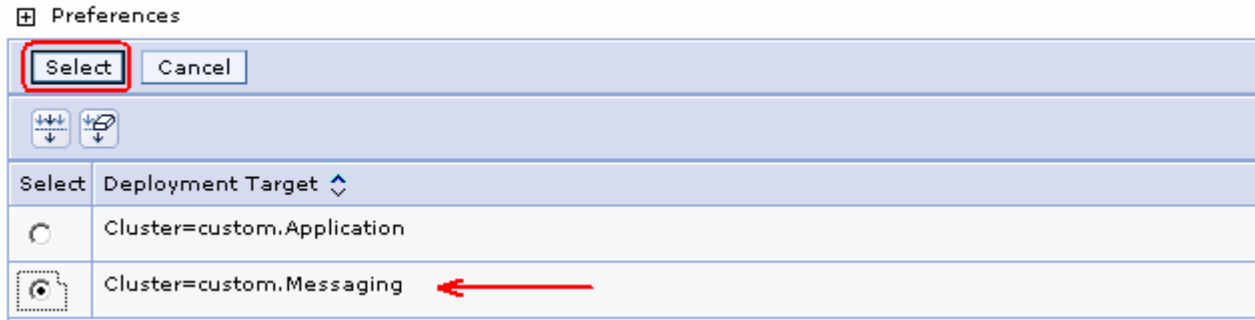 Preferences
Select Cancel
Select Deployment Target
Cluster=custom.Application
Cluster=custom.Messaging